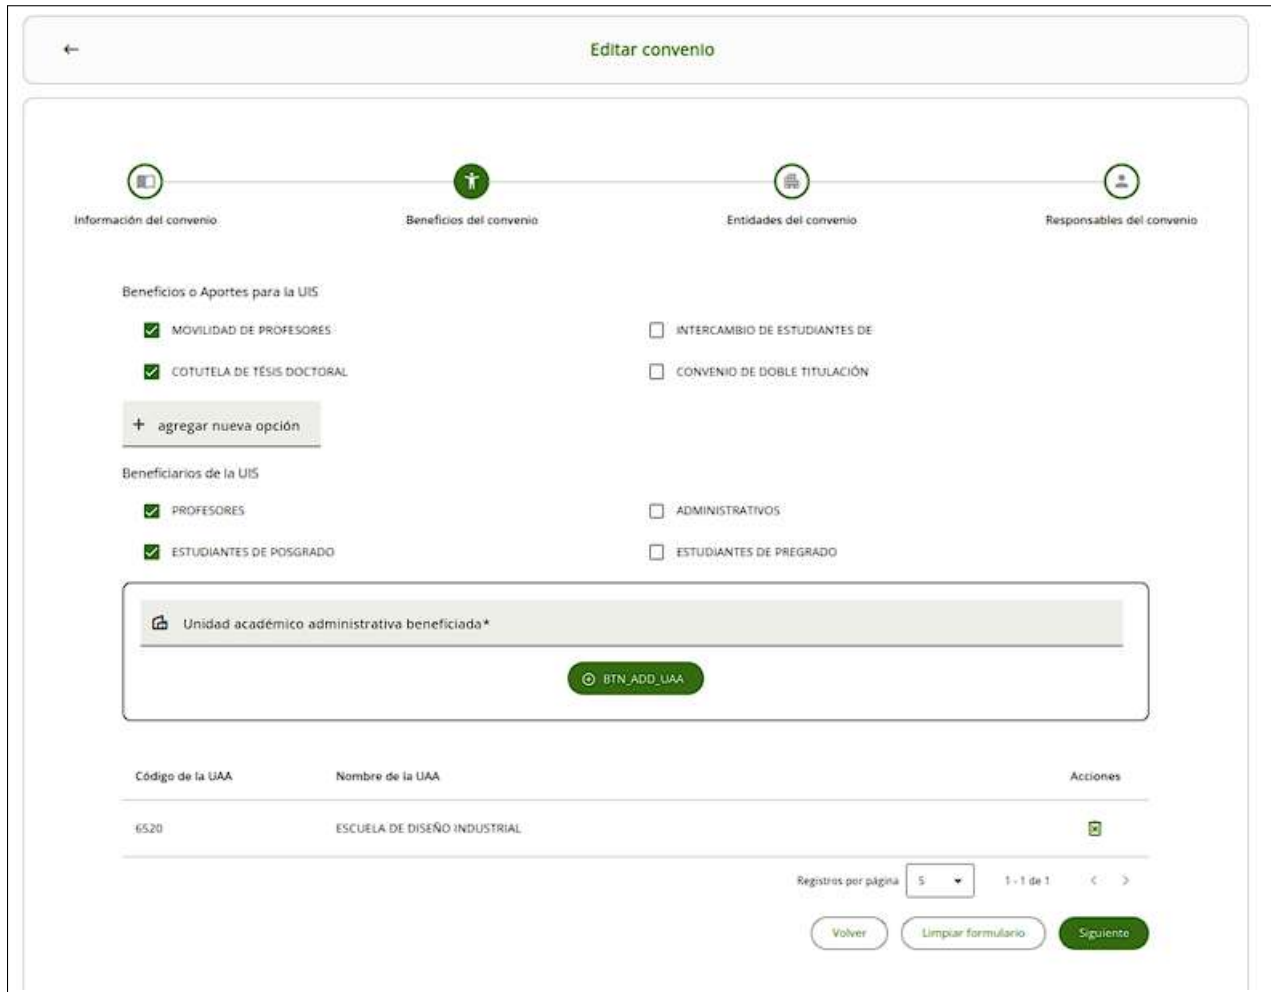 Editar convenio
Información del convenio
Beneficios del convenio
Entidades del convenio
Responsables del convenio
Beneficios o Aportes para la UIS
MOVILIDAD DE PROFESORES
INTERCAMBIO DE ESTUDIANTES DE
COTUTELA DE TÉSIS DOCTORAL
CONVENIO DE DOBLE TITULACIÓN
+ agregar nueva opción
Beneficiarios de la UIS
PROFESORES
ADMINISTRATIVOS
ESTUDIANTES DE POSGRADO
ESTUDIANTES DE PREGRADO
Unidad académico administrativa beneficiada*
BTN_ADD_UAA
Código de la UAA Nombre de la UAA Acciones
6520 ESCUELA DE DISEÑO INDUSTRIAL
Registros por página 5 1 - 1 de 1
Volver Limpiar formulario Siguiente